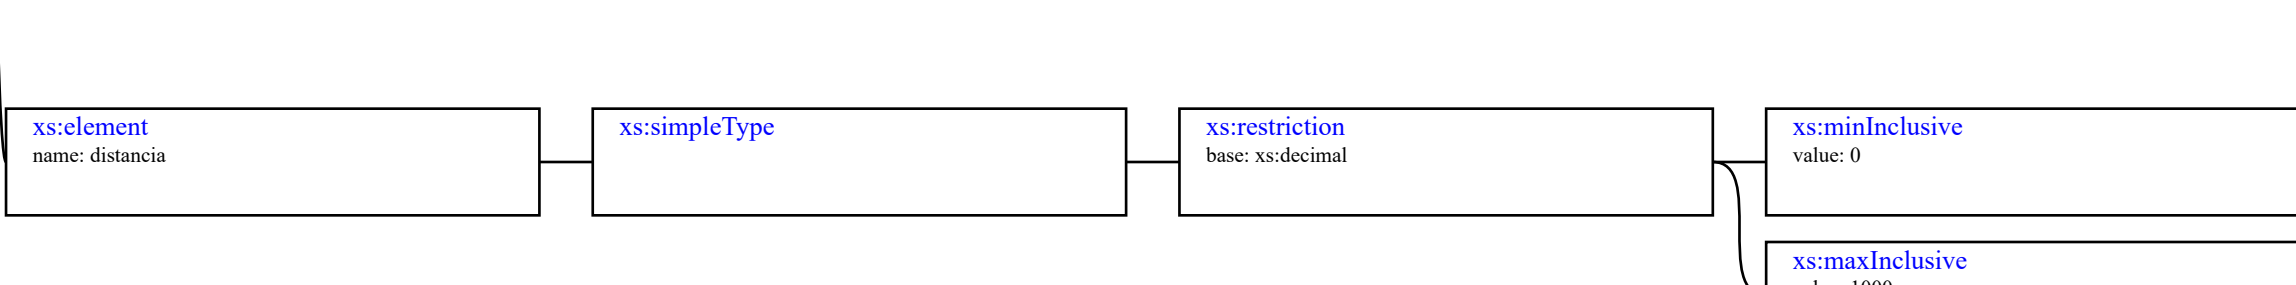 xs:element
name: distancia
xs:simpleType
xs:restriction
base: xs:decimal
xs:minInclusive
value: 0
xs:maxInclusive